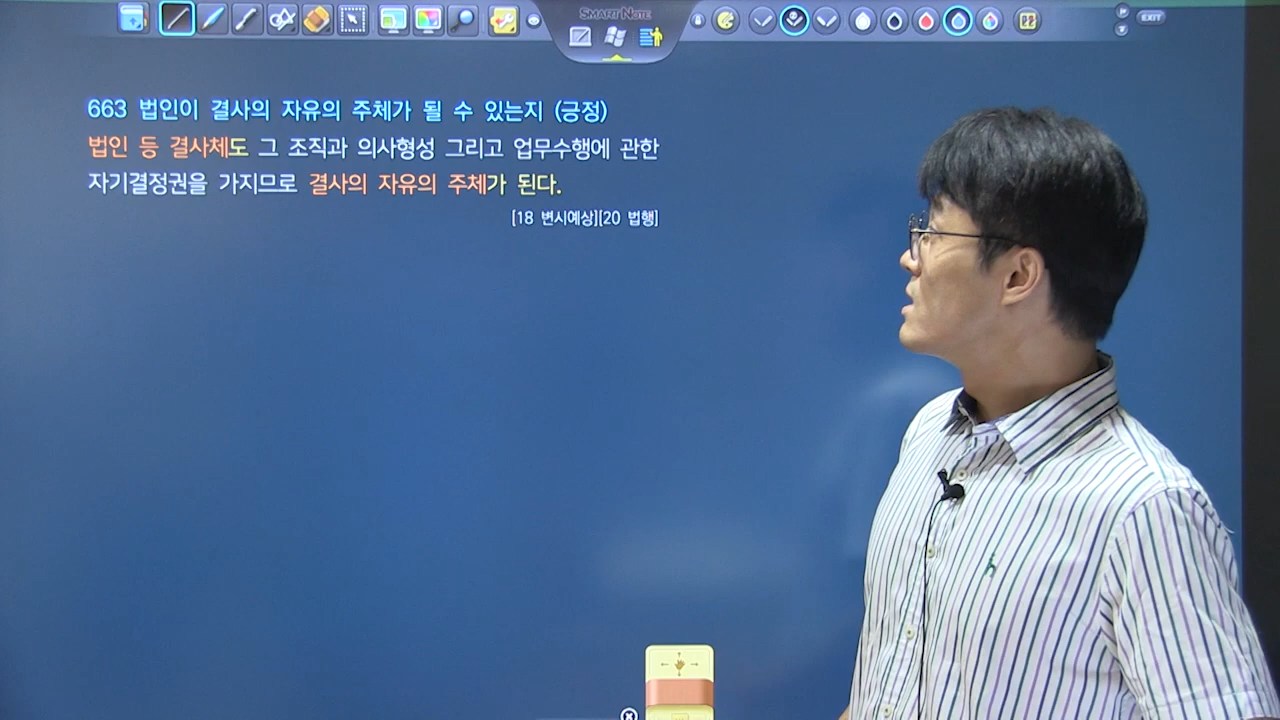 SMART NOTE
EXIT
663 법인이 결사의 자유의 주체가 될 수 있는지 (긍정)
법인 등 결사체도 그 조직과 의사형성 그리고 업무수행에 관한
자기결정권을 가지므로 결사의 자유의 주체가 된다.
[18 변시예상][20 법행]